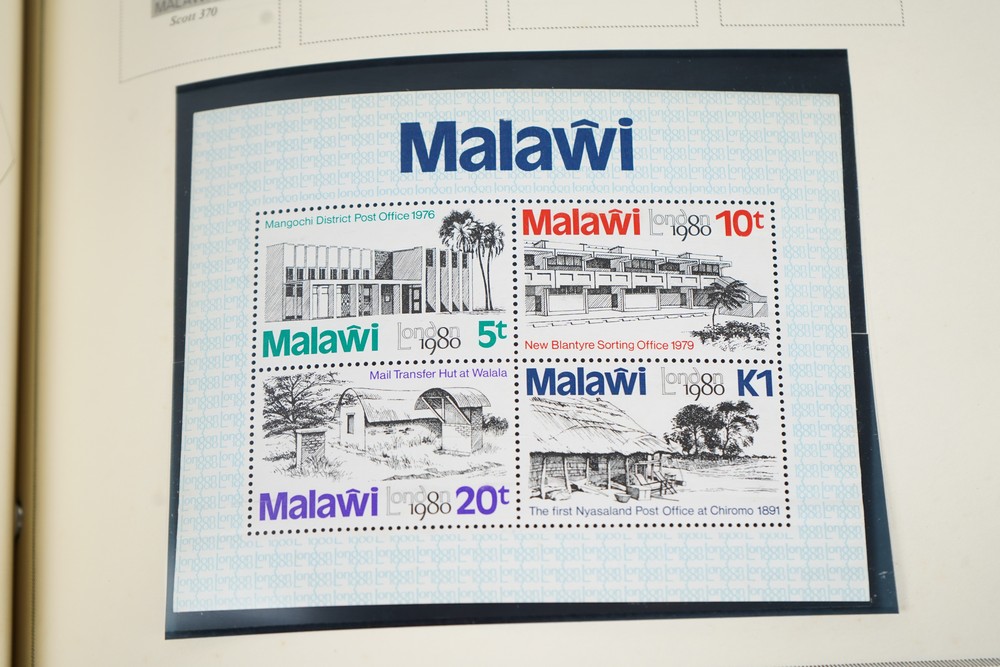 Scott 370
Malaŵi
Mangochi District Post Office 1976
Malaŵi London 1980 5t
Malaŵi London 1980 10t
New Blantyre Sorting Office 1979
Mail Transfer Hut at Walala
Malaŵi London 1980 20t
Malaŵi London 1980 K1
The first Nyasaland Post Office at Chiromo 1891